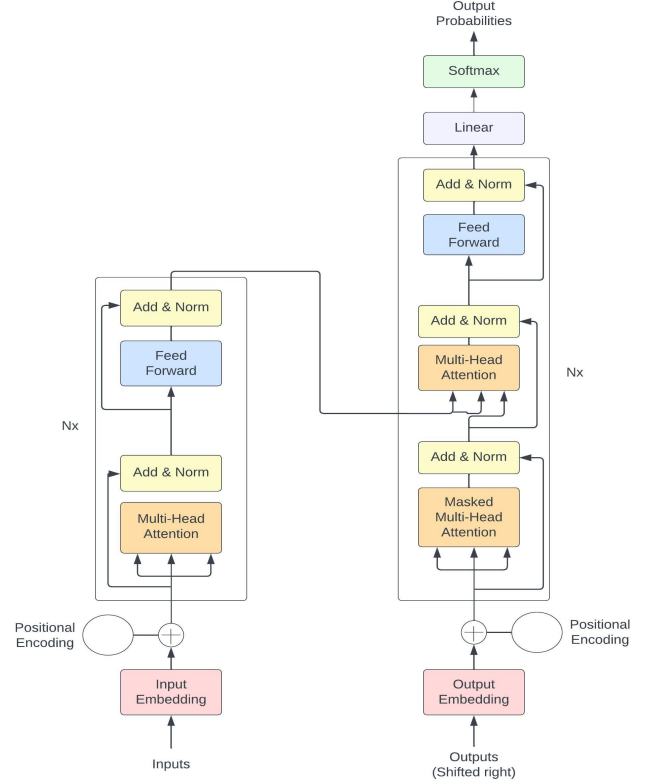 Output
Probabilities
Softmax
Linear
Add & Norm
Feed
Forward
Add & Norm
Multi-Head
Attention
Nx
Add & Norm
Masked
Multi-Head
Attention
Positional
Encoding
Output
Embedding
Outputs
(Shifted right)
Add & Norm
Feed
Forward
Nx
Add & Norm
Multi-Head
Attention
Positional
Encoding
Input
Embedding
Inputs